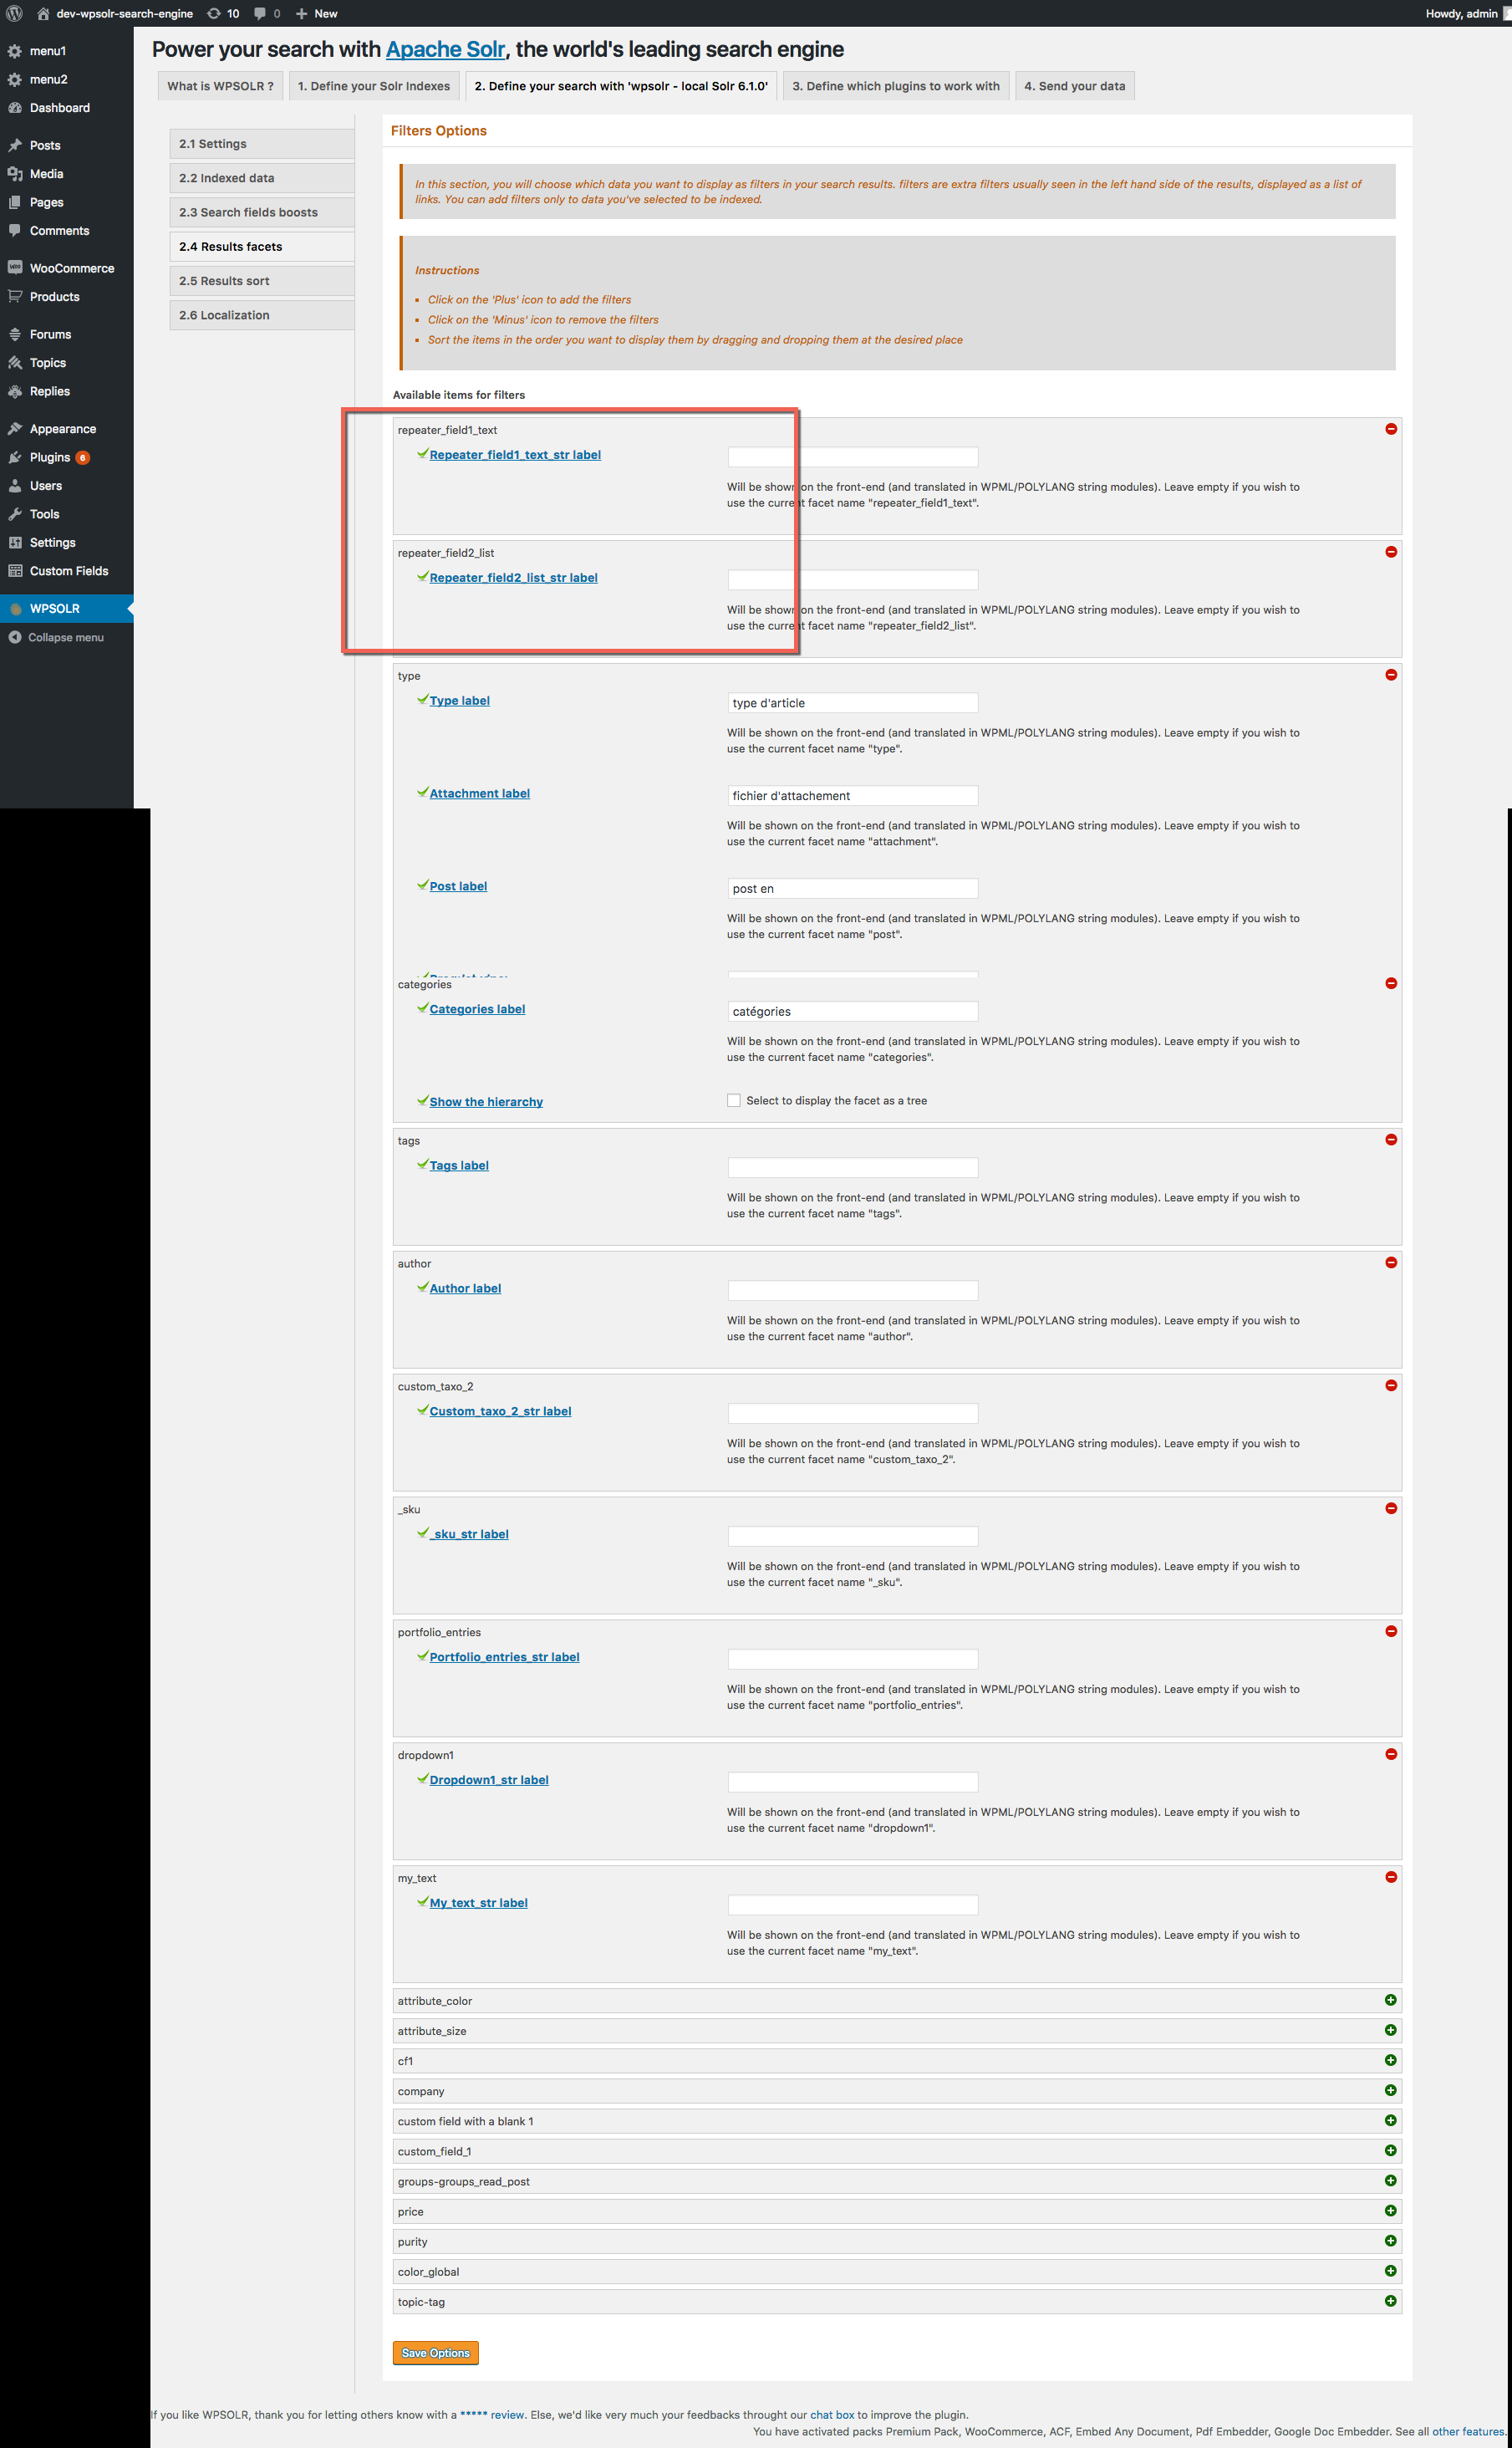 dev-wpsolr-search-engine 10 0 New Howdy, admin
menu1
menu2
Dashboard
Posts
Media
Pages
Comments
WooCommerce
Products
Forums
Topics
Replies
Appearance
Plugins 6
Users
Tools
Settings
Custom Fields
WPSOLR
Collapse menu
Power your search with Apache Solr, the world's leading search engine
What is WPSOLR ? 1. Define your Solr Indexes 2. Define your search with 'wpsolr - local Solr 6.1.0' 3. Define which plugins to work with 4. Send your data
2.1 Settings
2.2 Indexed data
2.3 Search fields boosts
2.4 Results facets
2.5 Results sort
2.6 Localization
Filters Options
In this section, you will choose which data you want to display as filters in your search results. filters are extra filters usually seen in the left hand side of the results, displayed as a list of
links. You can add filters only to data you've selected to be indexed.
Instructions
Click on the 'Plus' icon to add the filters
Click on the 'Minus' icon to remove the filters
Sort the items in the order you want to display them by dragging and dropping them at the desired place
Available items for filters
repeater_field1_text
Repeater_field1_text_str label
Will be shown on the front-end (and translated in WPML/POLYLANG string modules). Leave empty if you wish to
use the current facet name "repeater_field1_text".
repeater_field2_list
Repeater_field2_list_str label
Will be shown on the front-end (and translated in WPML/POLYLANG string modules). Leave empty if you wish to
use the current facet name "repeater_field2_list".
type
Type label type d'article
Will be shown on the front-end (and translated in WPML/POLYLANG string modules). Leave empty if you wish to
use the current facet name "type".
Attachment label fichier d'attachement
Will be shown on the front-end (and translated in WPML/POLYLANG string modules). Leave empty if you wish to
use the current facet name "attachment".
Post label post en
Will be shown on the front-end (and translated in WPML/POLYLANG string modules). Leave empty if you wish to
use the current facet name "post".
categories
Categories label catégories
Will be shown on the front-end (and translated in WPML/POLYLANG string modules). Leave empty if you wish to
use the current facet name "categories".
Show the hierarchy Select to display the facet as a tree
tags
Tags label
Will be shown on the front-end (and translated in WPML/POLYLANG string modules). Leave empty if you wish to
use the current facet name "tags".
author
Author label
Will be shown on the front-end (and translated in WPML/POLYLANG string modules). Leave empty if you wish to
use the current facet name "author".
custom_taxo_2
Custom_taxo_2_str label
Will be shown on the front-end (and translated in WPML/POLYLANG string modules). Leave empty if you wish to
use the current facet name "custom_taxo_2".
_sku
_sku_str label
Will be shown on the front-end (and translated in WPML/POLYLANG string modules). Leave empty if you wish to
use the current facet name "_sku".
portfolio_entries
Portfolio_entries_str label
Will be shown on the front-end (and translated in WPML/POLYLANG string modules). Leave empty if you wish to
use the current facet name "portfolio_entries".
dropdown1
Dropdown1_str label
Will be shown on the front-end (and translated in WPML/POLYLANG string modules). Leave empty if you wish to
use the current facet name "dropdown1".
my_text
My_text_str label
Will be shown on the front-end (and translated in WPML/POLYLANG string modules). Leave empty if you wish to
use the current facet name "my_text".
attribute_color
attribute_size
cf1
company
custom field with a blank 1
custom_field_1
groups-groups_read_post
price
purity
color_global
topic-tag
Save Options
If you like WPSOLR, thank you for letting others know with a ***** review. Else, we'd like very much your feedbacks throught our chat box to improve the plugin.
You have activated packs Premium Pack, WooCommerce, ACF, Embed Any Document, Pdf Embedder, Google Doc Embedder. See all other features.